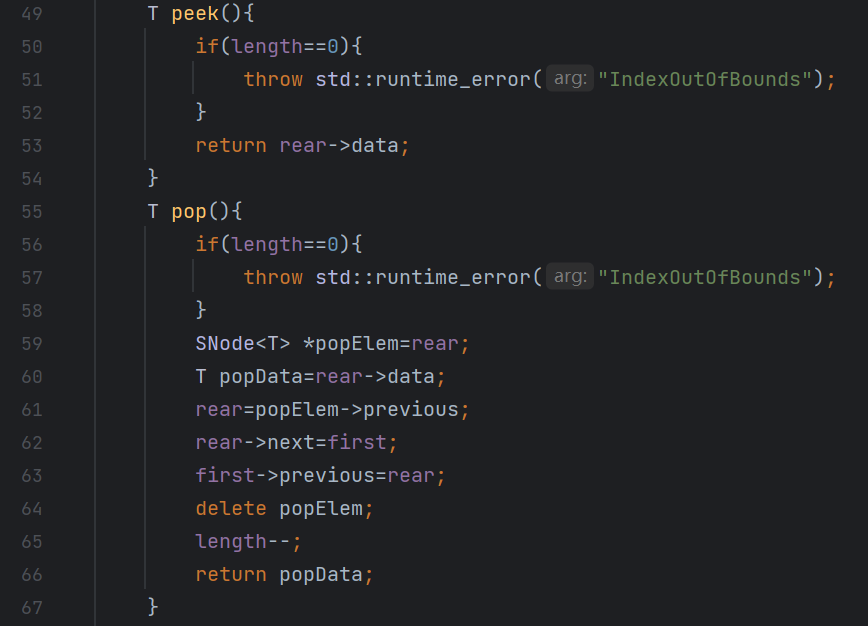 49 T peek(){
50 if(length==0){
51 throw std::runtime_error( arg: "IndexOutOfBounds");
52 }
53 return rear->data;
54 }
55 T pop(){
56 if(length==0){
57 throw std::runtime_error( arg: "IndexOutOfBounds");
58 }
59 SNode<T> *popElem=rear;
60 T popData=rear->data;
61 rear=popElem->previous;
62 rear->next=first;
63 first->previous=rear;
64 delete popElem;
65 length--;
66 return popData;
67 }